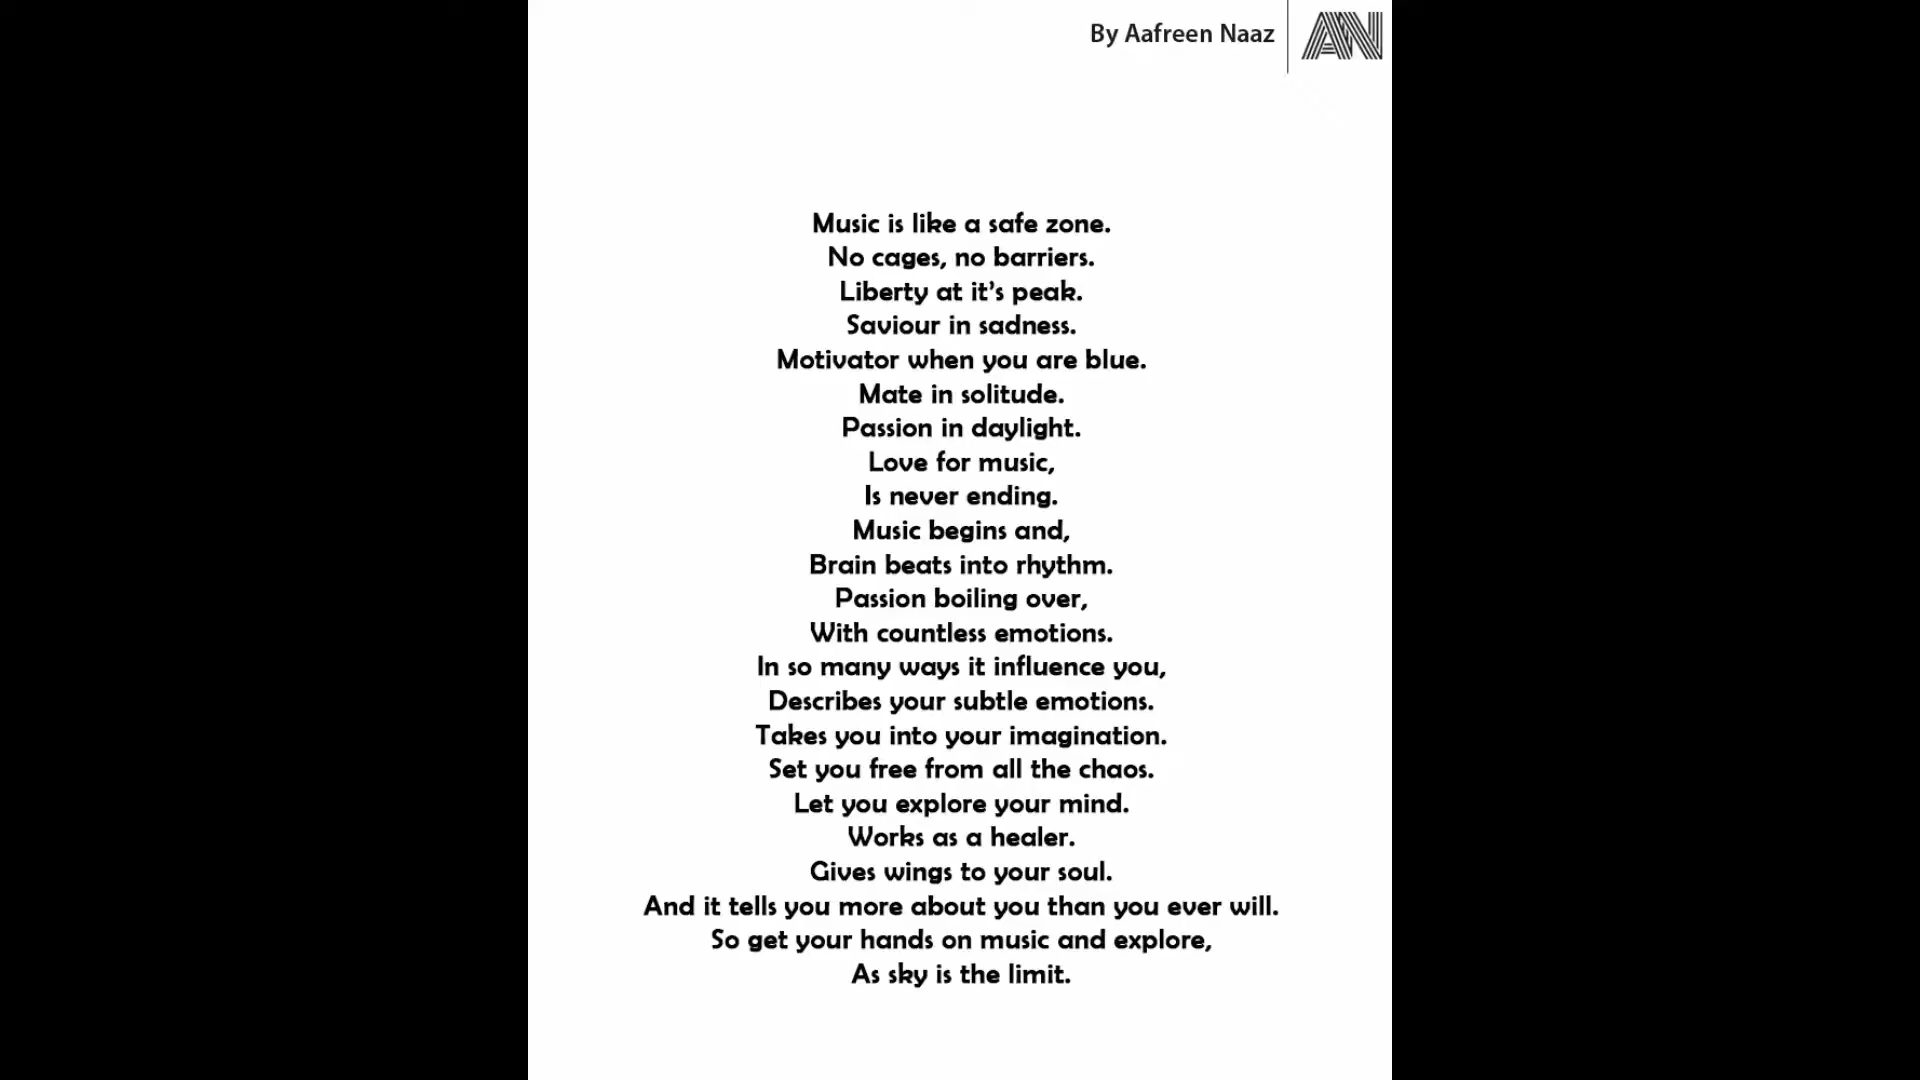 By Aafreen Naaz
AN
Music is like a safe zone.
No cages, no barriers.
Liberty at it's peak.
Saviour in sadness.
Motivator when you are blue.
Mate in solitude.
Passion in daylight.
Love for music,
Is never ending.
Music begins and,
Brain beats into rhythm.
Passion boiling over,
With countless emotions.
In so many ways it influence you,
Describes your subtle emotions.
Takes you into your imagination.
Set you free from all the chaos.
Let you explore your mind.
Works as a healer.
Gives wings to your soul.
And it tells you more about you than you ever will.
So get your hands on music and explore,
As sky is the limit.